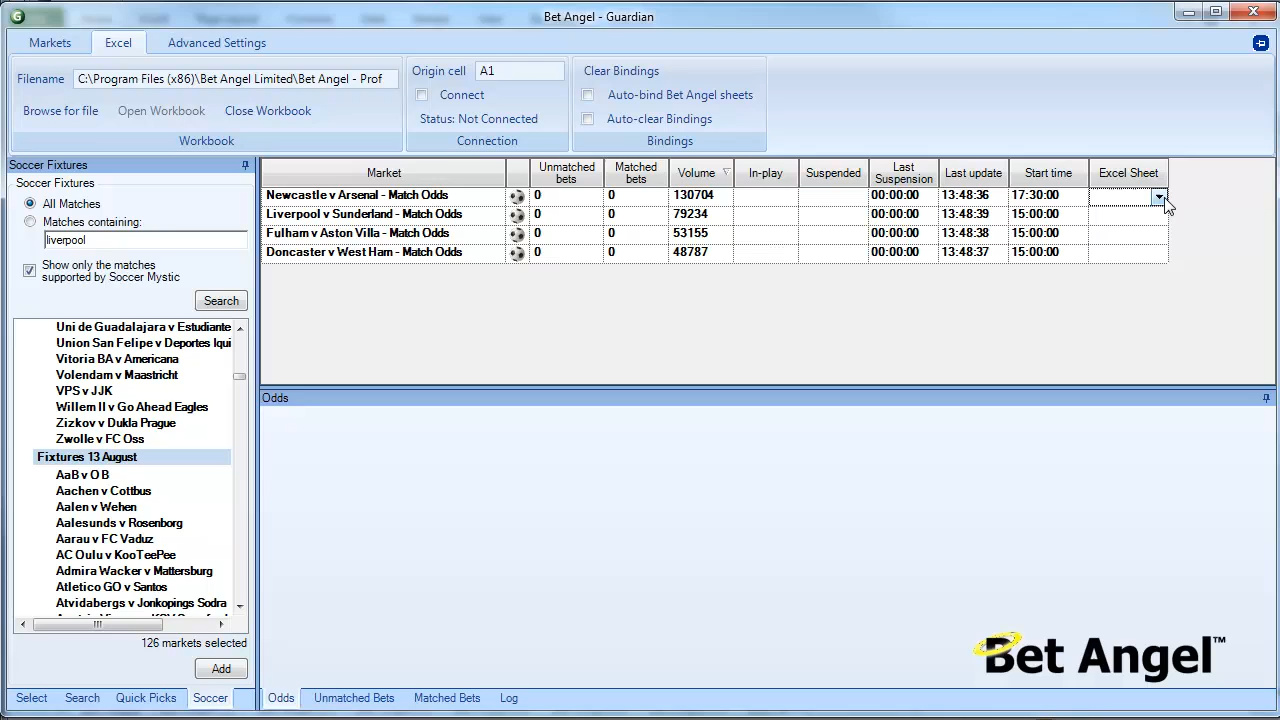 Bet Angel - Guardian
Markets
Excel
Advanced Settings
Filename
C:\Program Files (x86)\Bet Angel Limited\Bet Angel - Prof
Browse for file
Open Workbook
Close Workbook
Workbook
Origin cell
A1
Connect
Status: Not Connected
Connection
Clear Bindings
Auto-bind Bet Angel sheets
Auto-clear Bindings
Bindings
Soccer Fixtures
Soccer Fixtures
All Matches
Matches containing:
liverpool
Show only the matches
supported by Soccer Mystic
Search
Uni de Guadalajara v Estudiante
Union San Felipe v Deportes Iqui
Vitoria BA v Americana
Volendam v Maastricht
VPS v JJK
Willem II v Go Ahead Eagles
Zizkov v Dukla Prague
Zwolle v FC Oss
Fixtures 13 August
AaB v O B
Aachen v Cottbus
Aalen v Wehen
Aalesunds v Rosenborg
Aarau v FC Vaduz
AC Oulu v KooTeePee
Admira Wacker v Mattersburg
Atletico GO v Santos
Atvidabergs v Jonkopings Sodra
126 markets selected
Add
Select
Search
Quick Picks
Soccer
Market Unmatched bets Matched bets Volume In-play Suspended Last Suspension Last update Start time Excel Sheet
Newcastle v Arsenal - Match Odds 0 0 130704 00:00:00 13:48:36 17:30:00
Liverpool v Sunderland - Match Odds 0 0 79234 00:00:00 13:48:39 15:00:00
Fulham v Aston Villa - Match Odds 0 0 53155 00:00:00 13:48:38 15:00:00
Doncaster v West Ham - Match Odds 0 0 48787 00:00:00 13:48:37 15:00:00
Odds
Bet Angel™
Odds
Unmatched Bets
Matched Bets
Log